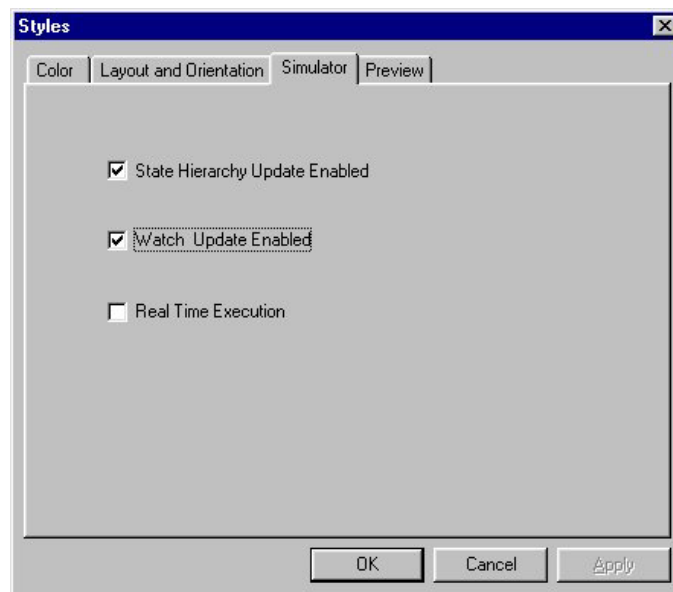 Styles
Color Layout and Orientation Simulator Preview
State Hierarchy Update Enabled
Watch Update Enabled
Real Time Execution
OK Cancel Apply